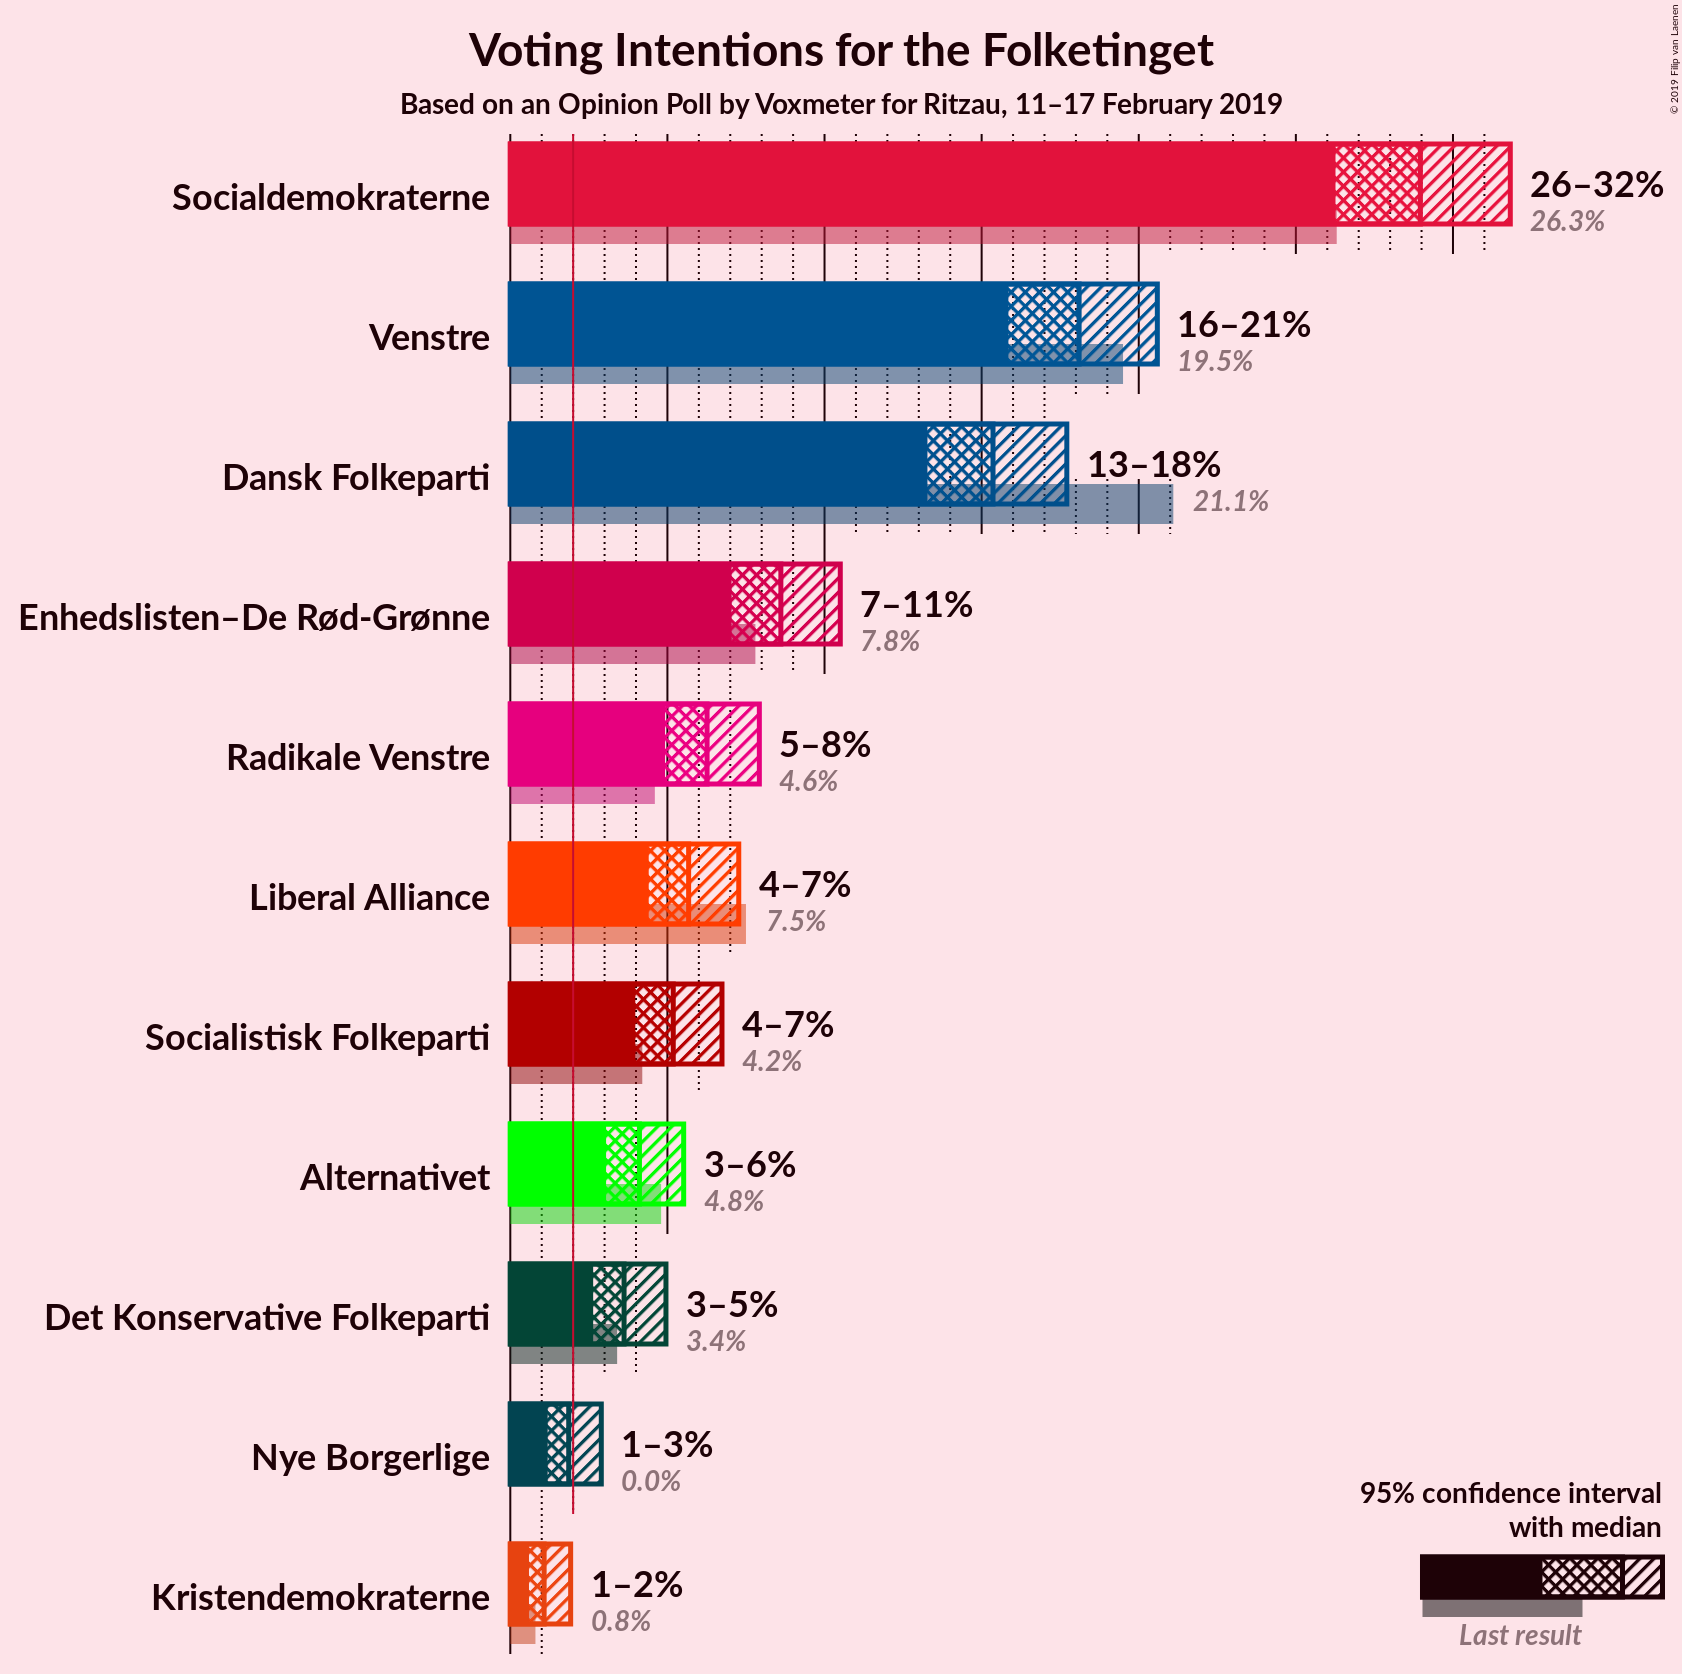 Voting Intentions for the Folketinget
Based on an Opinion Poll by Voxmeter for Ritzau, 11–17 February 2019
© 2019 Filip van Laenen
Socialdemokraterne
26–32%
26.3%
Venstre
16–21%
19.5%
Dansk Folkeparti
13–18%
21.1%
Enhedslisten–De Rød-Grønne
7–11%
7.8%
Radikale Venstre
5–8%
4.6%
Liberal Alliance
4–7%
7.5%
Socialistisk Folkeparti
4–7%
4.2%
Alternativet
3–6%
4.8%
Det Konservative Folkeparti
3–5%
3.4%
Nye Borgerlige
1–3%
0.0%
Kristendemokraterne
1–2%
0.8%
95% confidence interval
with median
Last result